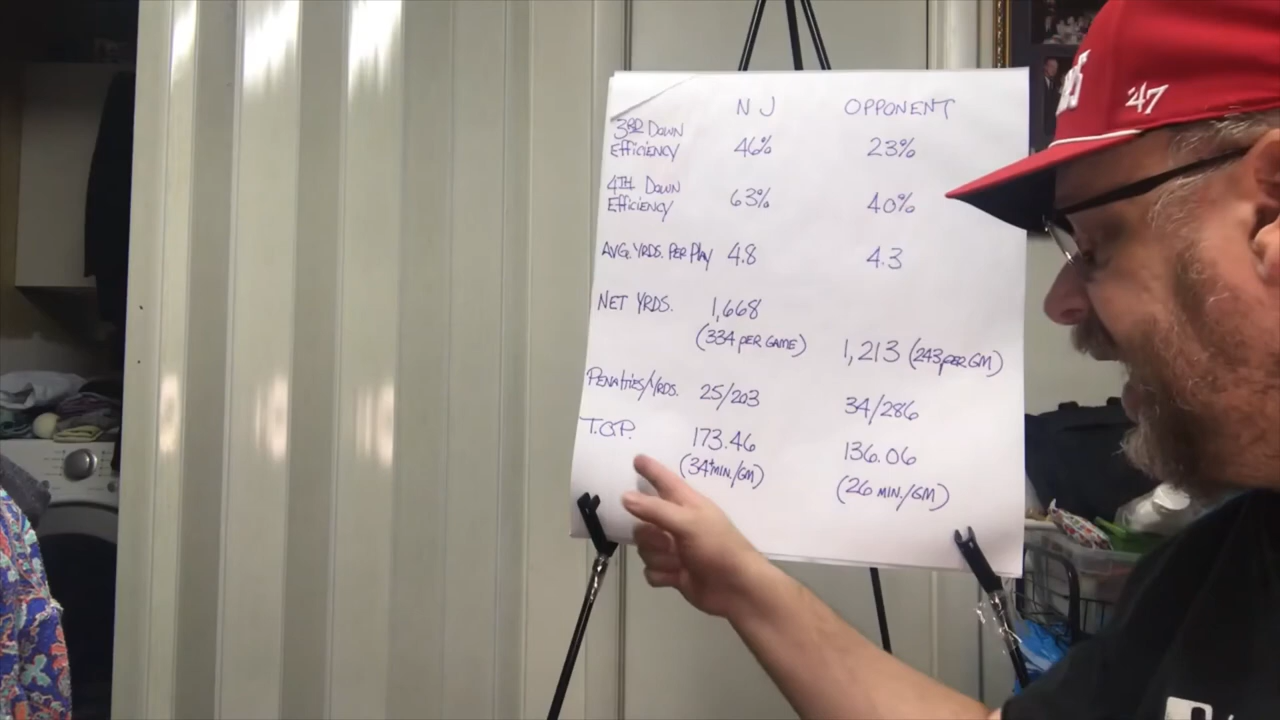 NJ OPPONENT
3RD DOWN
EFFICIENCY 46% 23%
4TH DOWN
EFFICIENCY 63% 40%
AVG. YRDS. PER PLAY 4.8 4.3
NET YRDS. 1,668
(334 PER GAME) 1,213 (243 PER GM)
PENALTIES/YRDS. 25/203 34/286
T.O.P. 173.46 136.06
(34+ MIN./GM) (26 MIN./GM)
'47